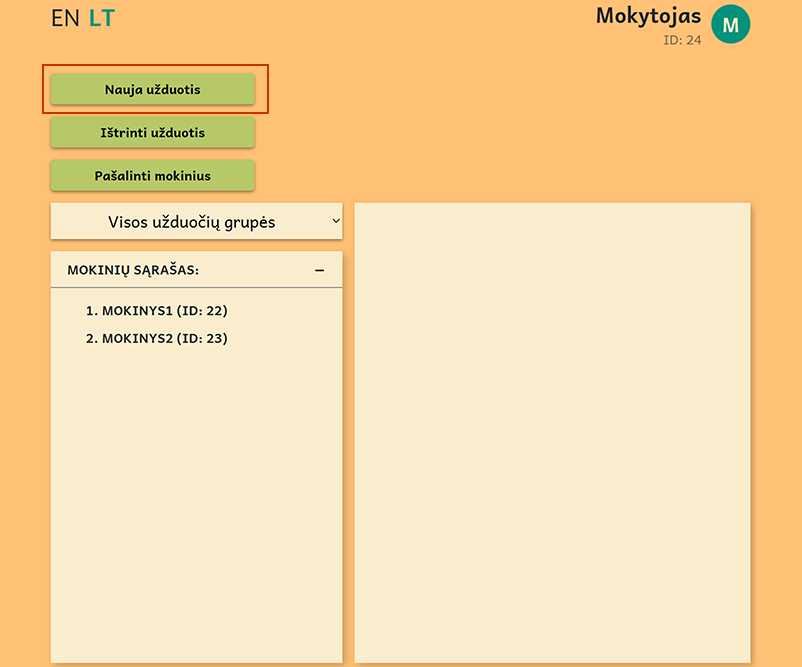 EN LT
Mokytojas
M
ID: 24
Nauja užduotis
Ištrinti užduotis
Pašalinti mokinius
Visos užduočių grupės
MOKINIŲ SĄRAŠAS:
1. MOKINYS1 (ID: 22)
2. MOKINYS2 (ID: 23)